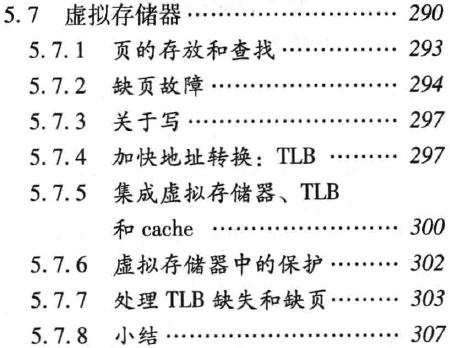 5.7 虚拟存储器 ………………… 290
5.7.1 页的存放和查找 ………… 293
5.7.2 缺页故障 ………………… 294
5.7.3 关于写 …………………… 297
5.7.4 加快地址转换：TLB ……… 297
5.7.5 集成虚拟存储器、TLB
和 cache …………………… 300
5.7.6 虚拟存储器中的保护 ……… 302
5.7.7 处理 TLB 缺失和缺页 ……… 303
5.7.8 小结 ……………………… 307